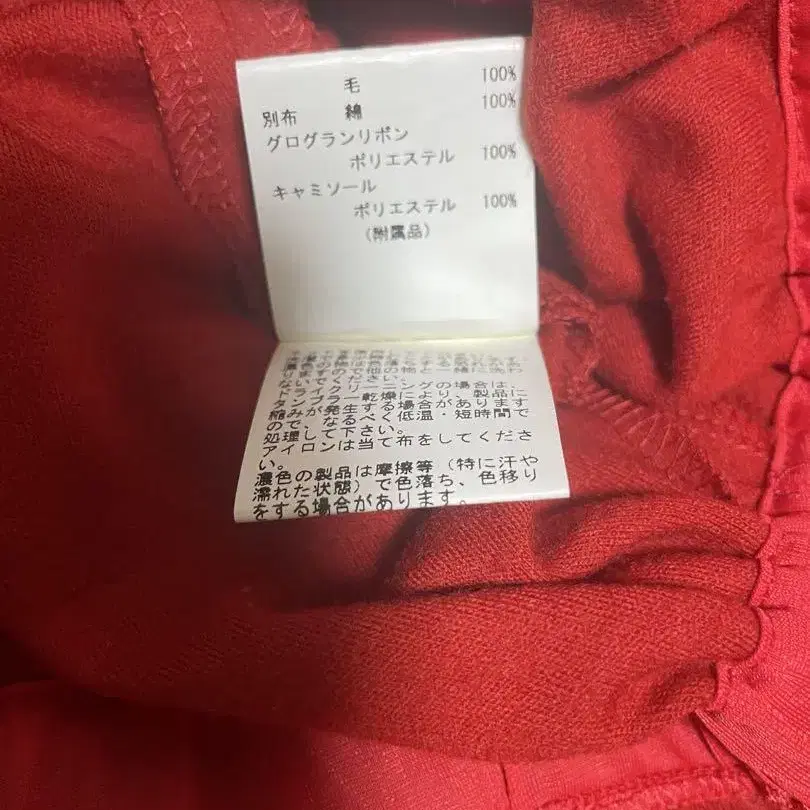 毛 100%
別布 綿 100%
グログランリボン
ポリエステル 100%
キャミソール
ポリエステル 100%
(附属品)
ドライクリーニングの場合は、
タンブラー乾燥により、製品に
縮みが発生する場合があります
ので、なるべく低温・短時間で
処理して下さい。
アイロンは当て布をしてくださ
い。
濃色の製品は摩擦等(特に汗や
濡れた状態)で色落ち、色移り
をする場合があります。